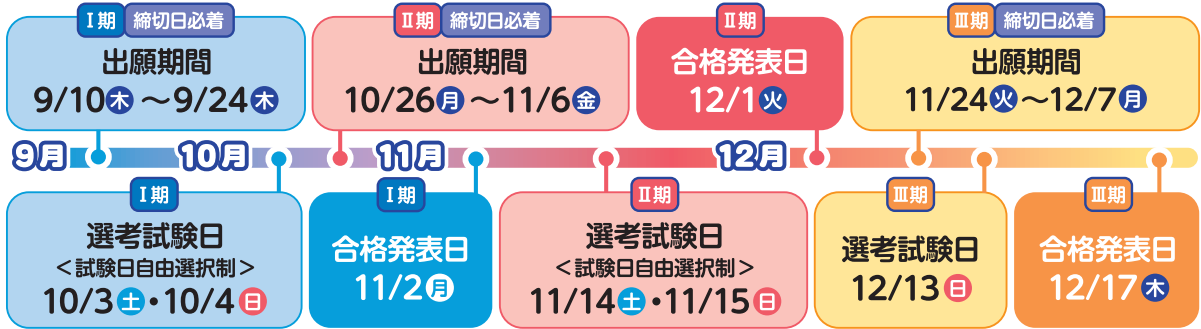 Ⅰ期 締切日必着
出願期間
9/10木 〜9/24木
Ⅱ期 締切日必着
出願期間
10/26月 〜11/6金
Ⅱ期
合格発表日
12/1火
Ⅲ期 締切日必着
出願期間
11/24火〜12/7月
9月 10月 11月 12月
Ⅰ期
選考試験日
＜試験日自由選択制＞
10/3土・10/4日
Ⅰ期
合格発表日
11/2月
Ⅱ期
選考試験日
＜試験日自由選択制＞
11/14土・11/15日
Ⅲ期
選考試験日
12/13日
Ⅲ期
合格発表日
12/17木